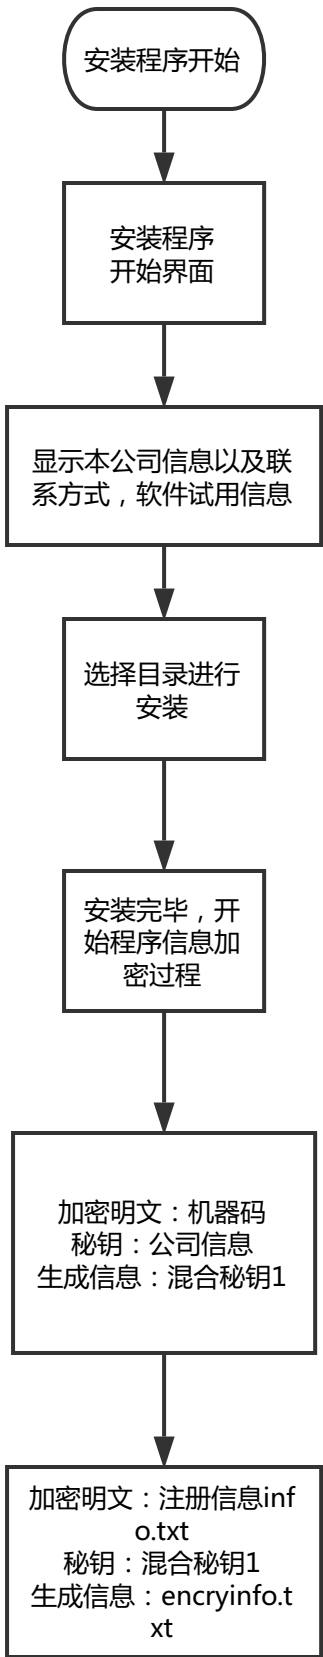 安装程序开始
安装程序
开始界面
显示本公司信息以及联
系方式，软件试用信息
选择目录进行
安装
安装完毕，开
始程序信息加
密过程
加密明文：机器码
秘钥：公司信息
生成信息：混合秘钥1
加密明文：注册信息inf
o.txt
秘钥：混合秘钥1
生成信息：encryinfo.t
xt